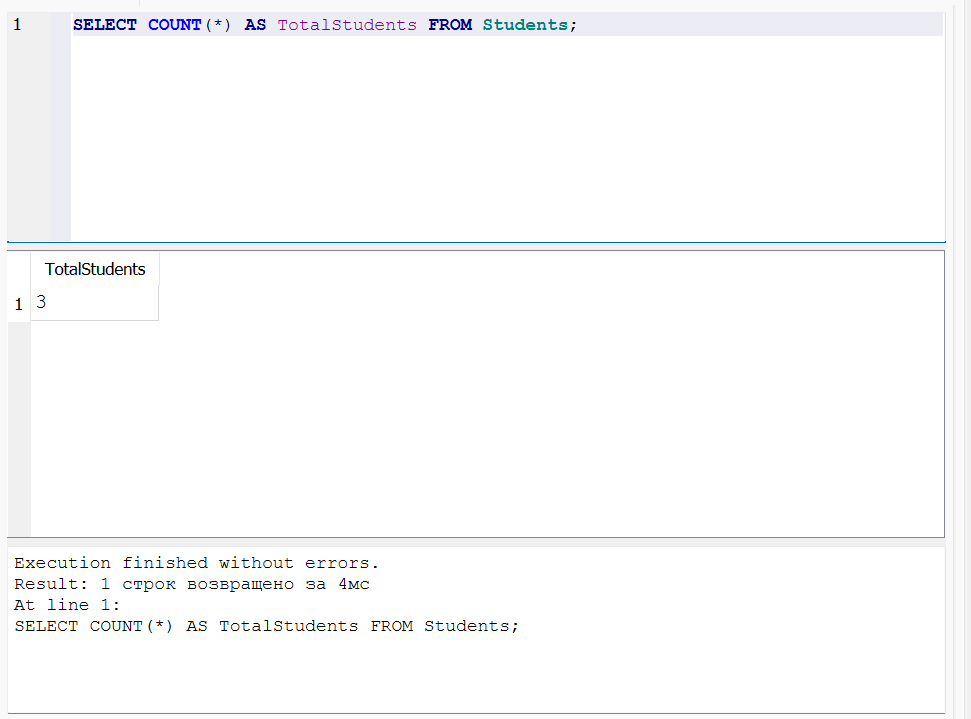 1 SELECT COUNT(*) AS TotalStudents FROM Students;
TotalStudents
1 3
Execution finished without errors.
Result: 1 строк возвращено за 4мс
At line 1:
SELECT COUNT(*) AS TotalStudents FROM Students;